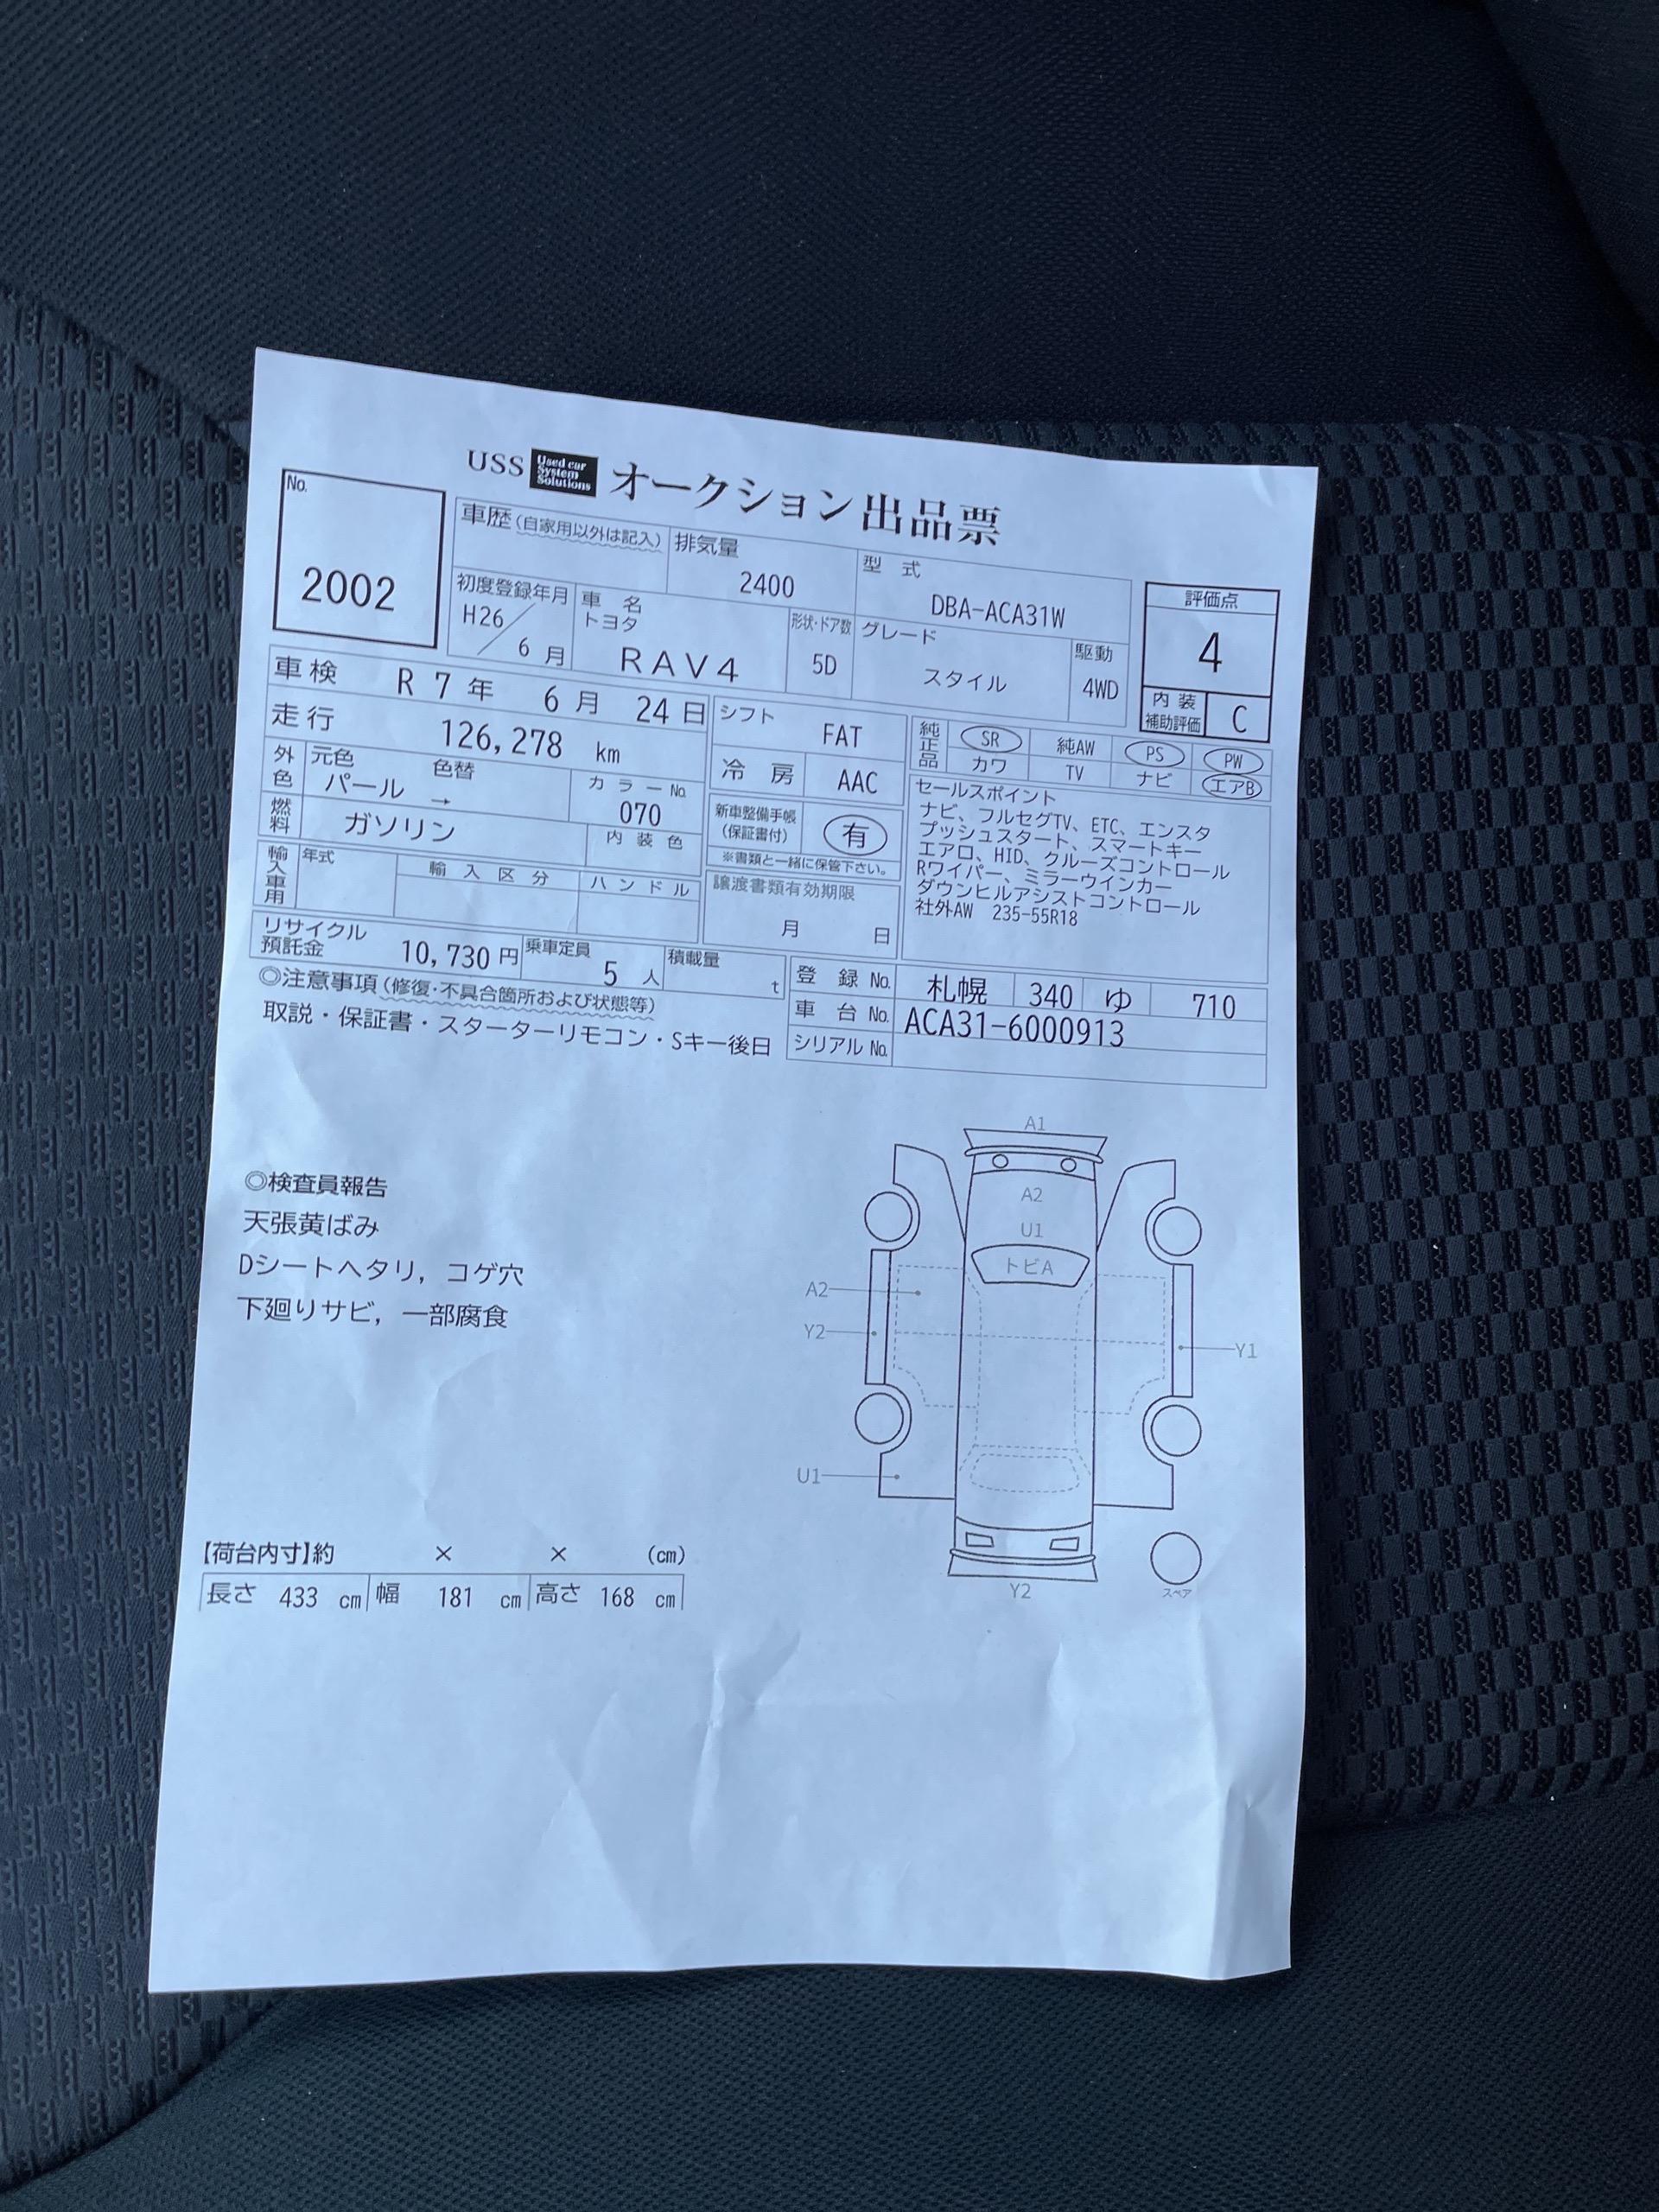 USS Used car System Solutions オークション出品票
No.
2002
車歴(自家用以外は記入)
排気量
2400
型 式
DBA-ACA31W
評価点
4
内装補助評価
C
初度登録年月
H26/6月
車 名
トヨタ
RAV4
形状・ドア数
5D
グレード
スタイル
駆動
4WD
車検 R7年 6月 24日
走行 126,278 km
シフト FAT
冷 房 AAC
純正品 SR 純AW PS PW
カワ TV ナビ エアB
外色 元色 パール 色替 →
カラーNo. 070
燃料 ガソリン
内装色
新車整備手帳(保証書付) 有
※書類と一緒に保管下さい。
セールスポイント
ナビ、フルセグTV、ETC、エンスタ
プッシュスタート、スマートキー
エアロ、HID、クルーズコントロール
Rワイパー、ミラーウインカー
ダウンヒルアシストコントロール
社外AW 235-55R18
輸入車用 年式 輸入区分 ハンドル
譲渡書類有効期限
月 日
リサイクル預託金 10,730円
乗車定員 5人
積載量 t
登 録 No. 札幌 340 ゆ 710
車 台 No. ACA31-6000913
シリアル No.
◎注意事項(修復・不具合箇所および状態等)
取説・保証書・スターターリモコン・Sキー後日
◎検査員報告
天張黄ばみ
Dシートヘタリ，コゲ穴
下廻りサビ，一部腐食
A1
A2
U1
トビA
A2
Y2
Y1
U1
Y2
スペア
【荷台内寸】約 × × (cm)
長さ 433 cm 幅 181 cm 高さ 168 cm